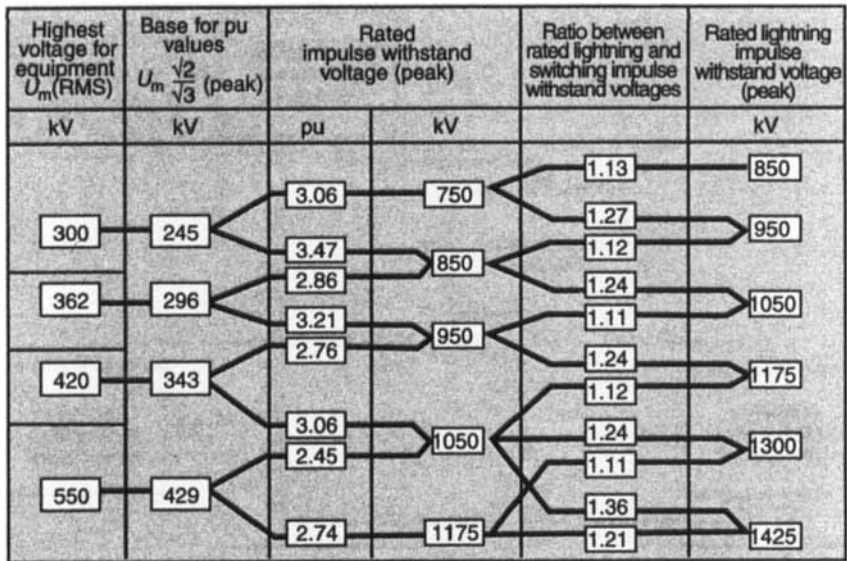 Highest
voltage for
equipment
Um(RMS)
Base for pu
values
Um √2/√3 (peak)
Rated
impulse withstand
voltage (peak)
Ratio between
rated lightning and
switching impulse
withstand voltages
Rated lightning
impulse
withstand voltage
(peak)
kV kV pu kV kV
1.13 850
3.06 750
1.27
300 245 950
1.12
3.47
850
2.86
1.24
362 296 1050
3.21 1.11
950
2.76
1.24
420 343 1175
1.12
3.06
1050 1.24 1300
2.45
1.11
550 429
1.36
2.74 1175 1.21 1425